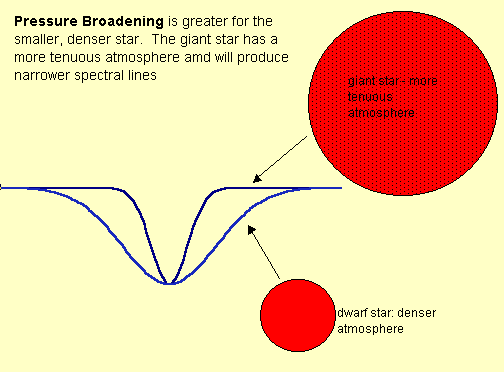 Pressure Broadening is greater for the
smaller, denser star. The giant star has a
more tenuous atmosphere amd will produce
narrower spectral lines
giant star - more
tenuous
atmosphere
dwarf star: denser
atmosphere